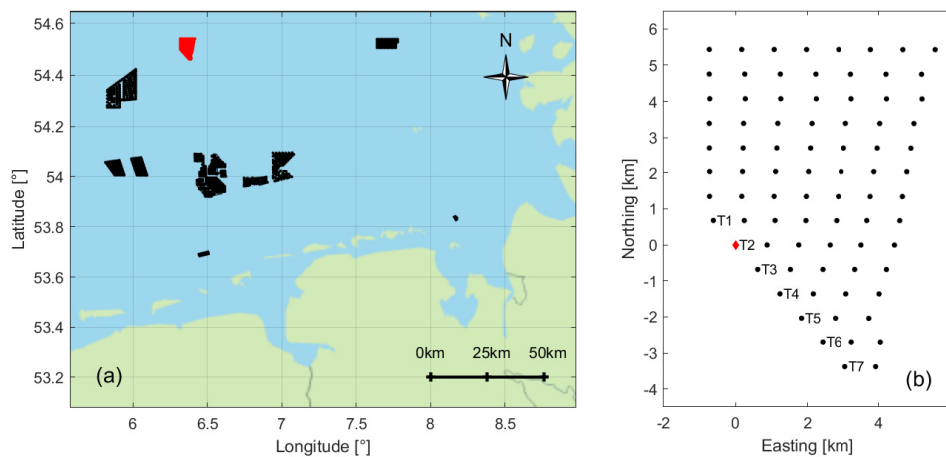 54.6
54.4
54.2
54
53.8
53.6
53.4
53.2
Latitude [°]
6
6.5
7
7.5
8
8.5
Longitude [°]
N
0km 25km 50km
(a)
6
5
4
3
2
1
0
-1
-2
-3
-4
Northing [km]
-2
0
2
4
Easting [km]
T1
T2
T3
T4
T5
T6
T7
(b)